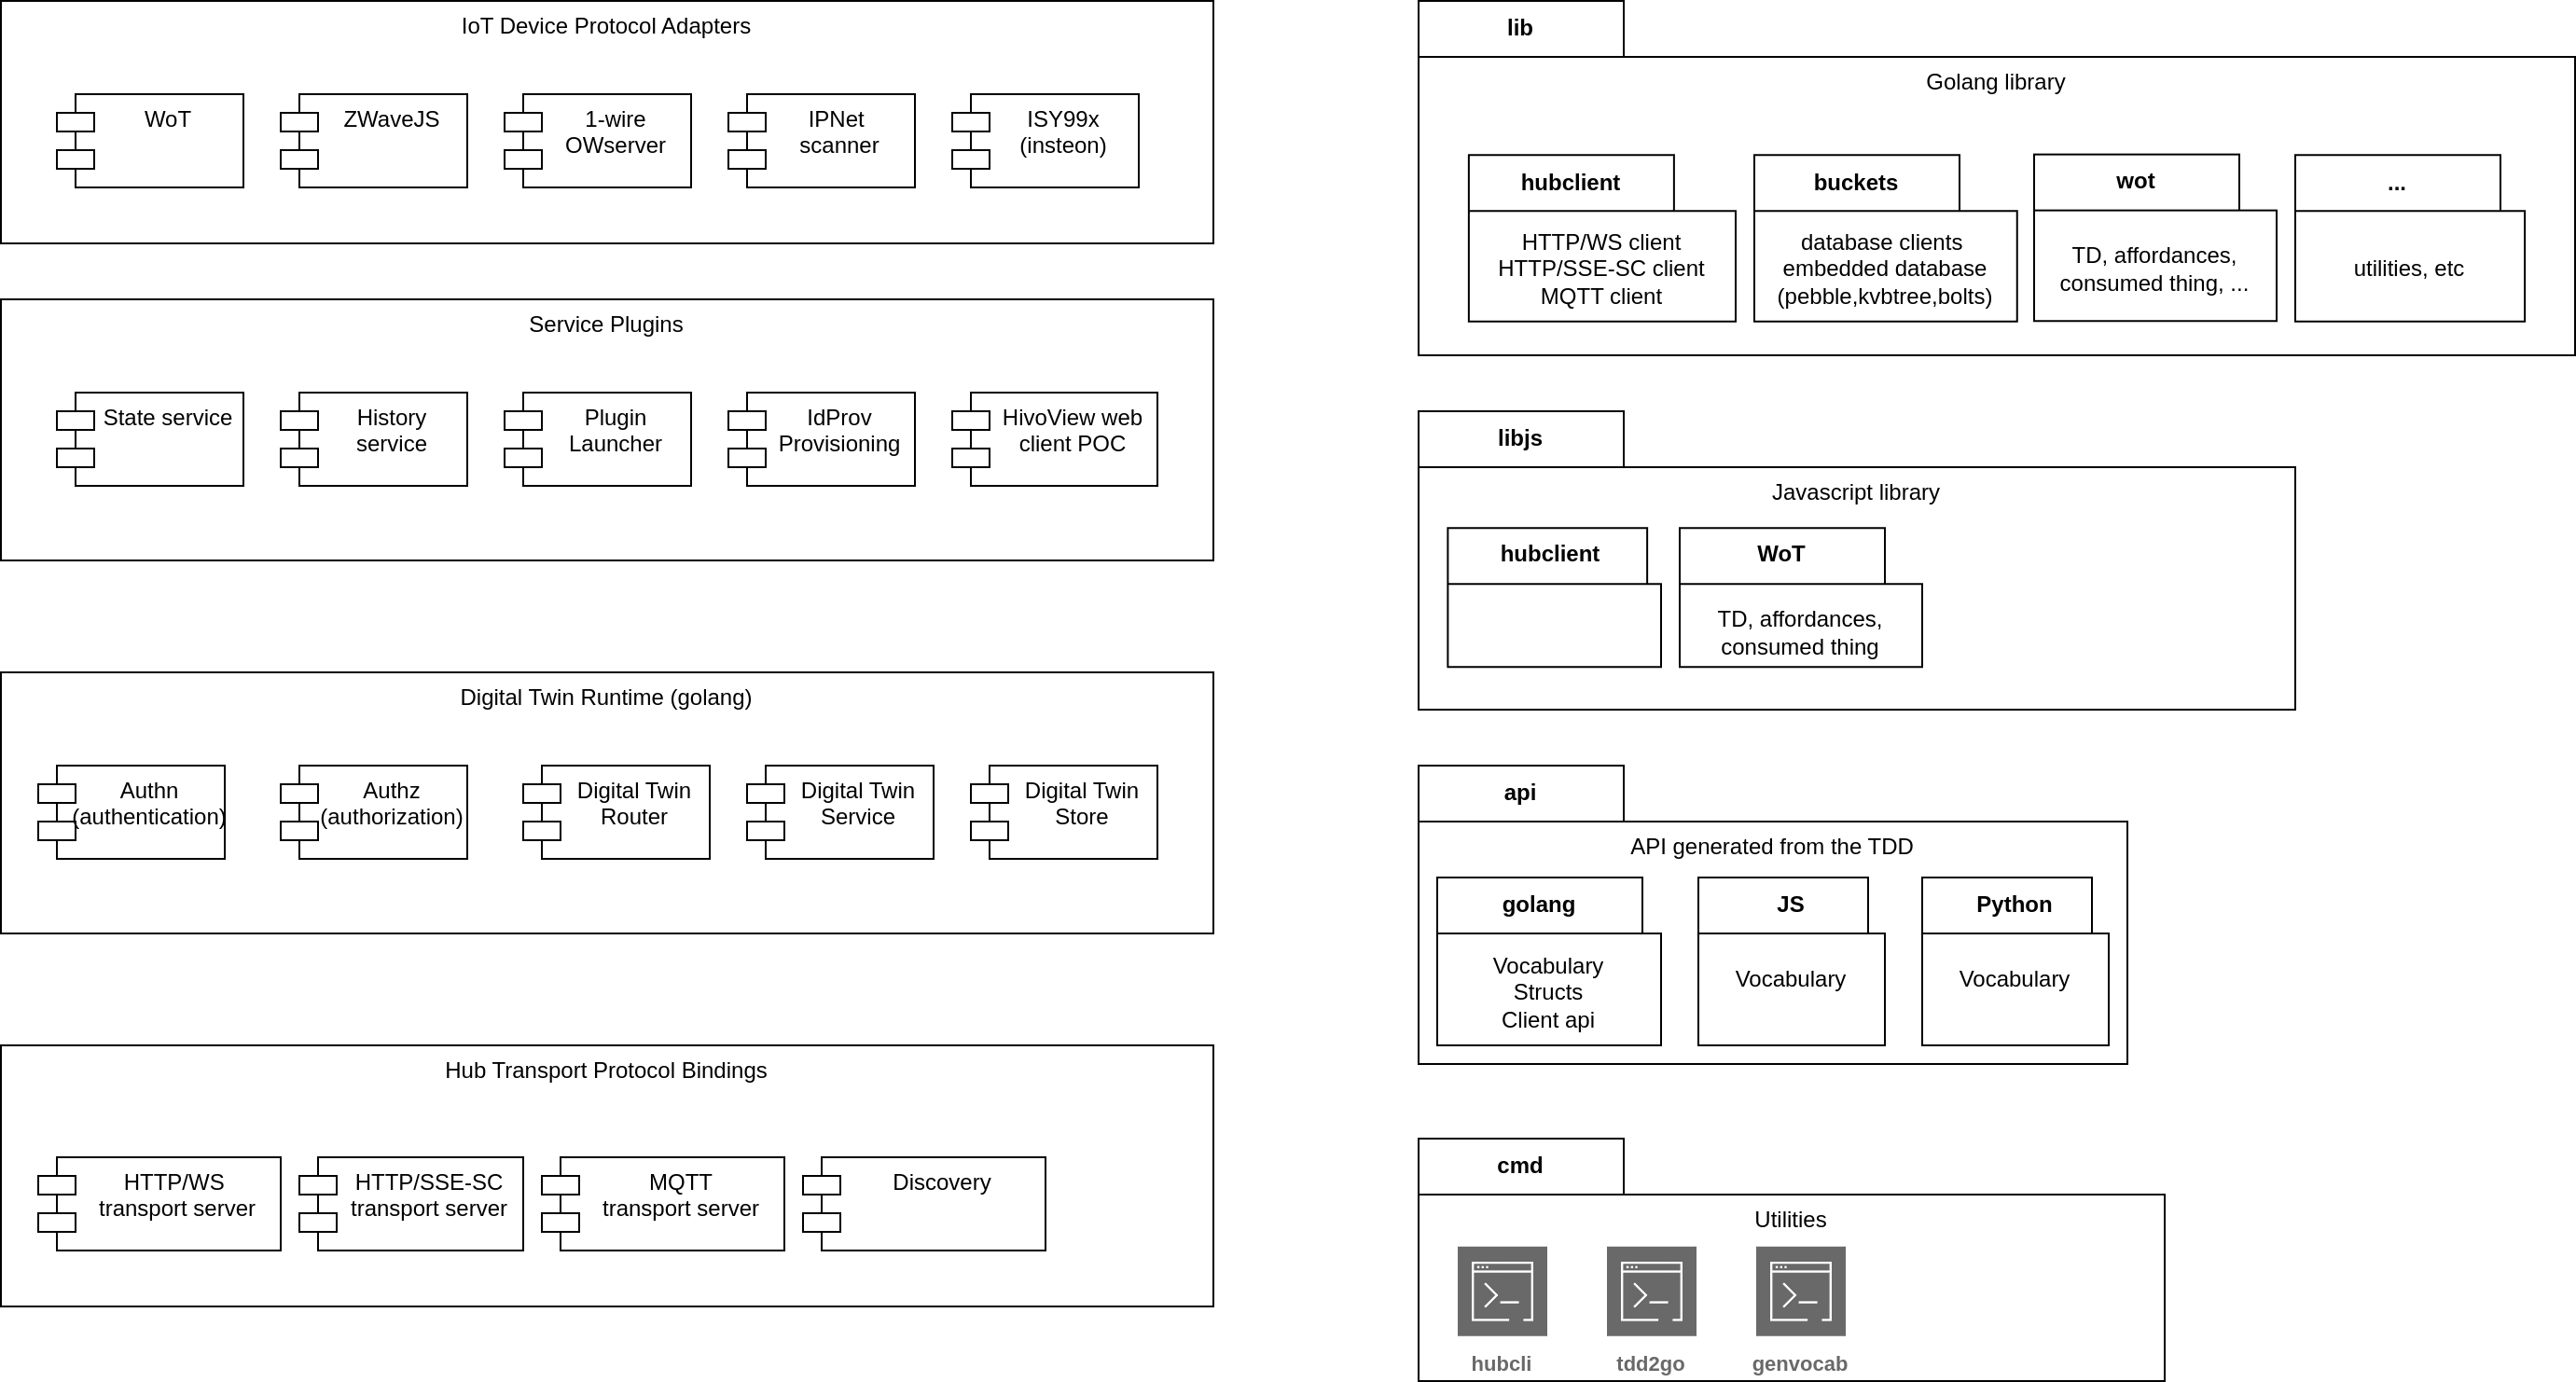 IoT Device Protocol Adapters
WoT
ZWaveJS
1-wire
OWserver
IPNet
scanner
ISY99x
(insteon)
Service Plugins
State service
History
service
Plugin
Launcher
IdProv
Provisioning
HivoView web
client POC
Digital Twin Runtime (golang)
Authn
(authentication)
Authz
(authorization)
Digital Twin
Router
Digital Twin
Service
Digital Twin
Store
Hub Transport Protocol Bindings
HTTP/WS
transport server
HTTP/SSE-SC
transport server
MQTT
transport server
Discovery
lib
Golang library
hubclient
HTTP/WS client
HTTP/SSE-SC client
MQTT client
buckets
database clients
embedded database
(pebble,kvbtree,bolts)
wot
TD, affordances,
consumed thing, ...
...
utilities, etc
libjs
Javascript library
hubclient
WoT
TD, affordances,
consumed thing
api
API generated from the TDD
golang
Vocabulary
Structs
Client api
JS
Vocabulary
Python
Vocabulary
cmd
Utilities
hubcli
tdd2go
genvocab